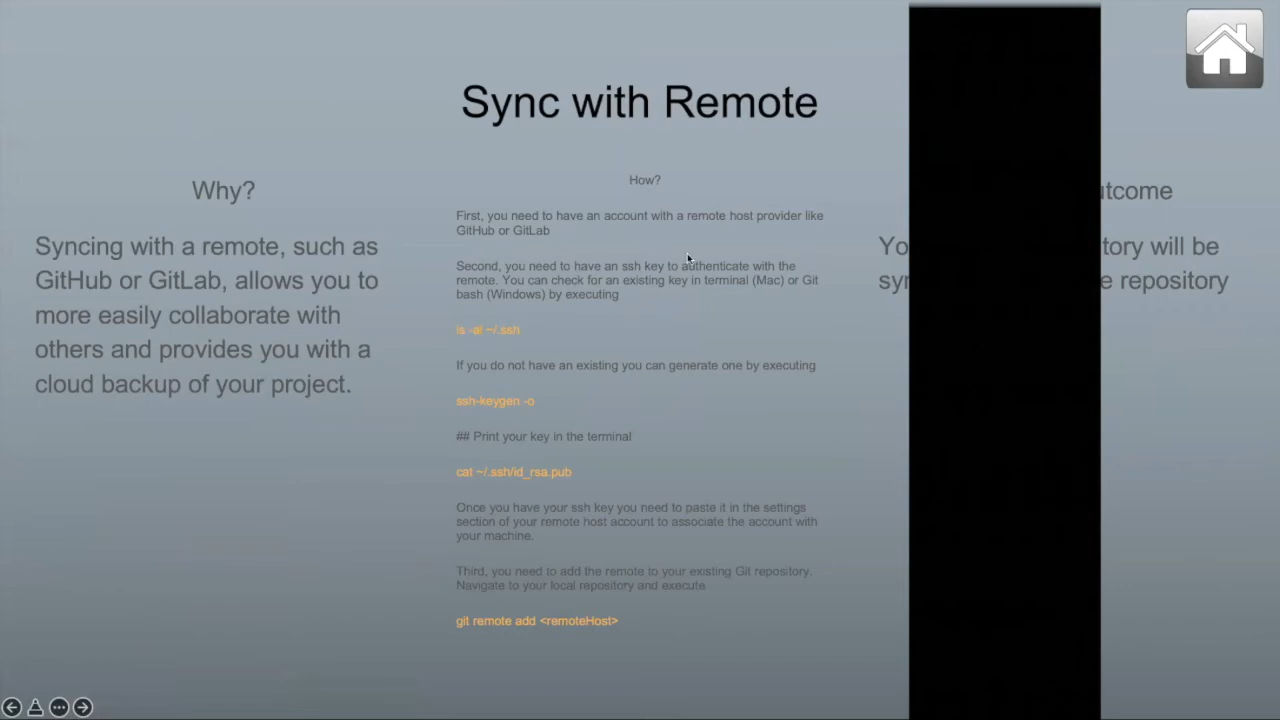 Sync with Remote
Why?
Syncing with a remote, such as
GitHub or GitLab, allows you to
more easily collaborate with
others and provides you with a
cloud backup of your project.
How?
First, you need to have an account with a remote host provider like
GitHub or GitLab
Second, you need to have an ssh key to authenticate with the
remote. You can check for an existing key in terminal (Mac) or Git
bash (Windows) by executing
ls -al ~/.ssh
If you do not have an existing you can generate one by executing
ssh-keygen -o
## Print your key in the terminal
cat ~/.ssh/id_rsa.pub
Once you have your ssh key you need to paste it in the settings
section of your remote host account to associate the account with
your machine.
Third, you need to add the remote to your existing Git repository.
Navigate to your local repository and execute
git remote add <remoteHost>
will be
repository